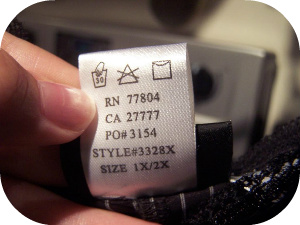 30
RN 77804
CA 27777
PO# 3154
STYLE#3328X
SIZE 1X/2X